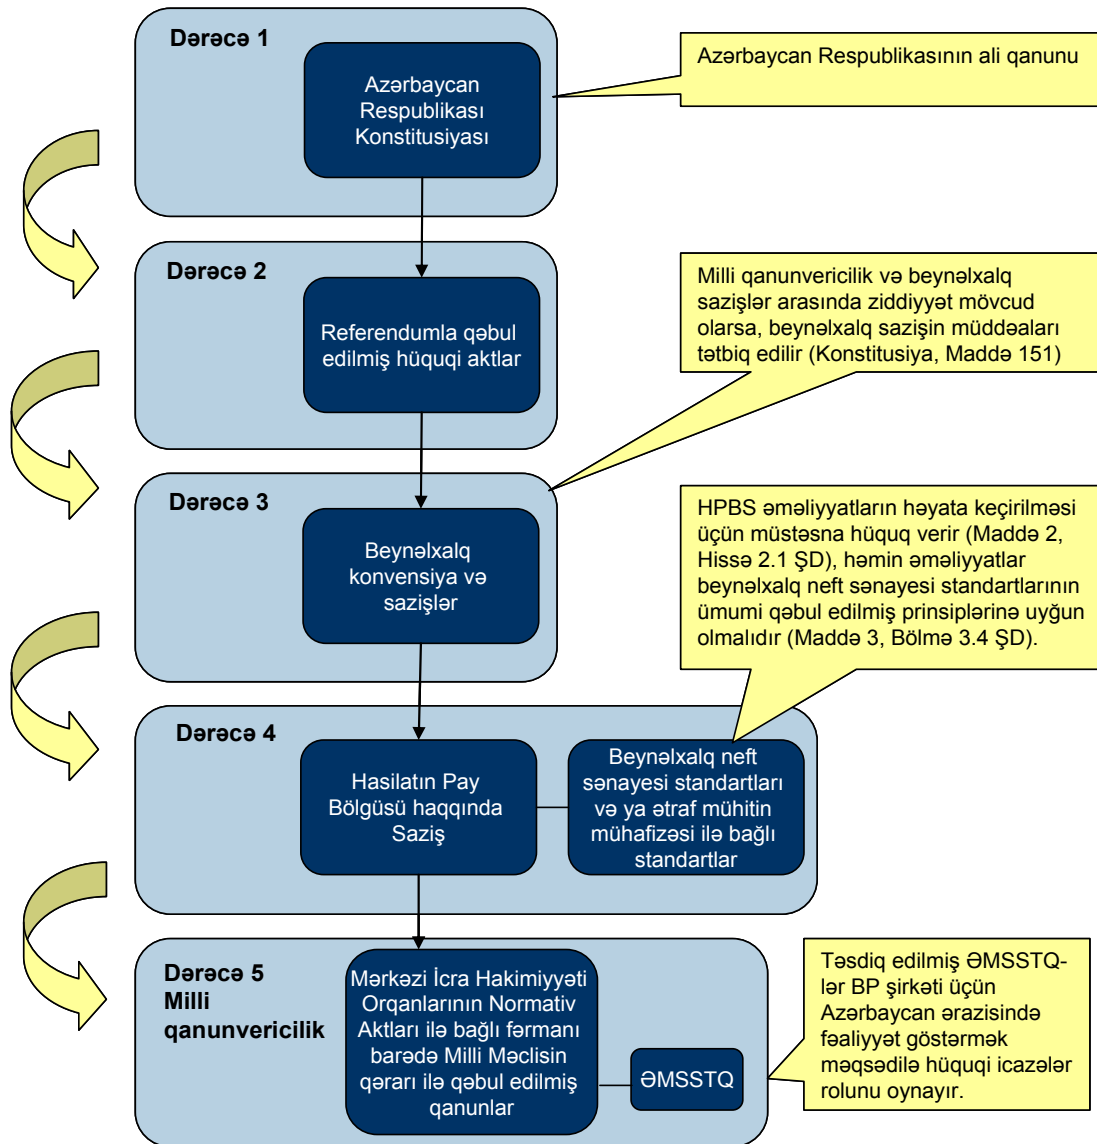 Dərəcə 1
Azərbaycan
Respublikası
Konstitusiyası
Azərbaycan Respublikasının ali qanunu
Dərəcə 2
Referendumla qəbul
edilmiş hüquqi aktlar
Milli qanunvericilik və beynəlxalq
sazişlər arasında ziddiyyət mövcud
olarsa, beynəlxalq sazişin müddəaları
tətbiq edilir (Konstitusiya, Maddə 151)
Dərəcə 3
Beynəlxalq
konvensiya və
sazişlər
HPBS əməliyyatların həyata keçirilməsi
üçün müstəsna hüquq verir (Maddə 2,
Hissə 2.1 ŞD), həmin əməliyyatlar
beynəlxalq neft sənayesi standartlarının
ümumi qəbul edilmiş prinsiplərinə uyğun
olmalıdır (Maddə 3, Bölmə 3.4 ŞD).
Dərəcə 4
Hasilatın Pay
Bölgüsü haqqında
Saziş
Beynəlxalq neft
sənayesi standartları
və ya ətraf mühitin
mühafizəsi ilə bağlı
standartlar
Dərəcə 5
Milli
qanunvericilik
Mərkəzi İcra Hakimiyyəti
Orqanlarının Normativ
Aktları ilə bağlı fərmanı
barədə Milli Məclisin
qərarı ilə qəbul edilmiş
qanunlar
ƏMSSTQ
Təsdiq edilmiş ƏMSSTQ-
lər BP şirkəti üçün
Azərbaycan ərazisində
fəaliyyət göstərmək
məqsədilə hüquqi icazələr
rolunu oynayır.